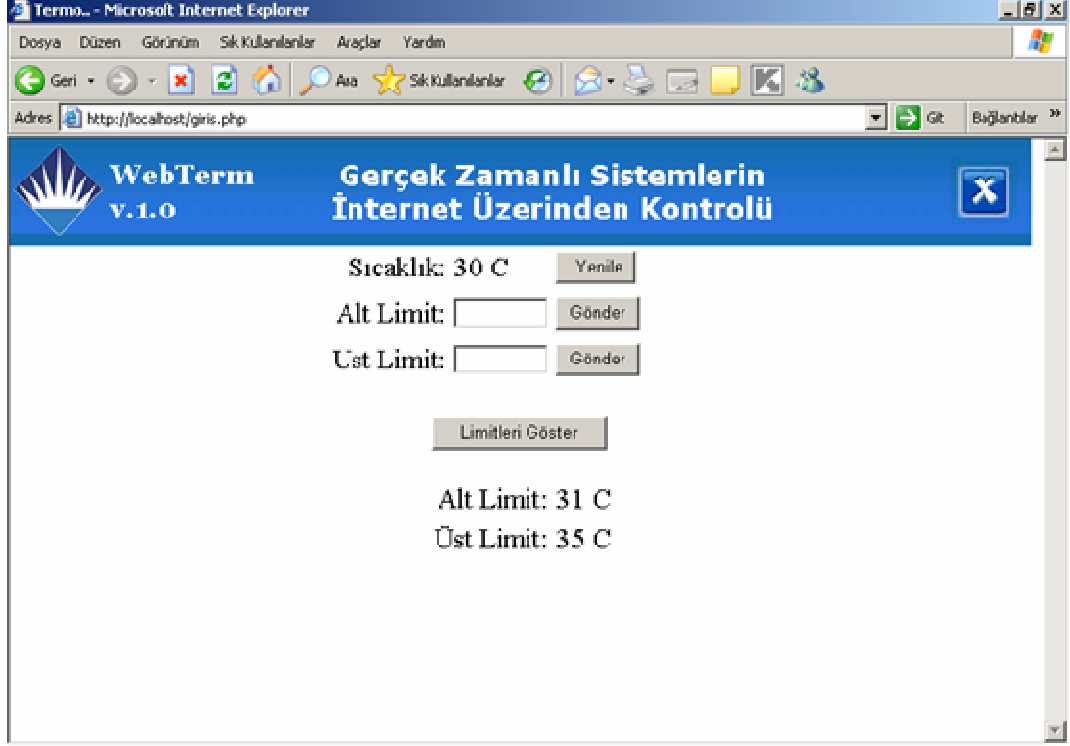 Termo.. - Microsoft Internet Explorer
Dosya Düzen Görünüm Sık Kullanılanlar Araçlar Yardım
Geri Ara Sık Kullanılanlar
Adres http://localhost/giris.php Git Bağlantılar »
WebTerm
v.1.0
Gerçek Zamanlı Sistemlerin
İnternet Üzerinden Kontrolü
X
Sıcaklık: 30 C Yenile
Alt Limit: Gönder
Üst Limit: Gönder
Limitleri Göster
Alt Limit: 31 C
Üst Limit: 35 C